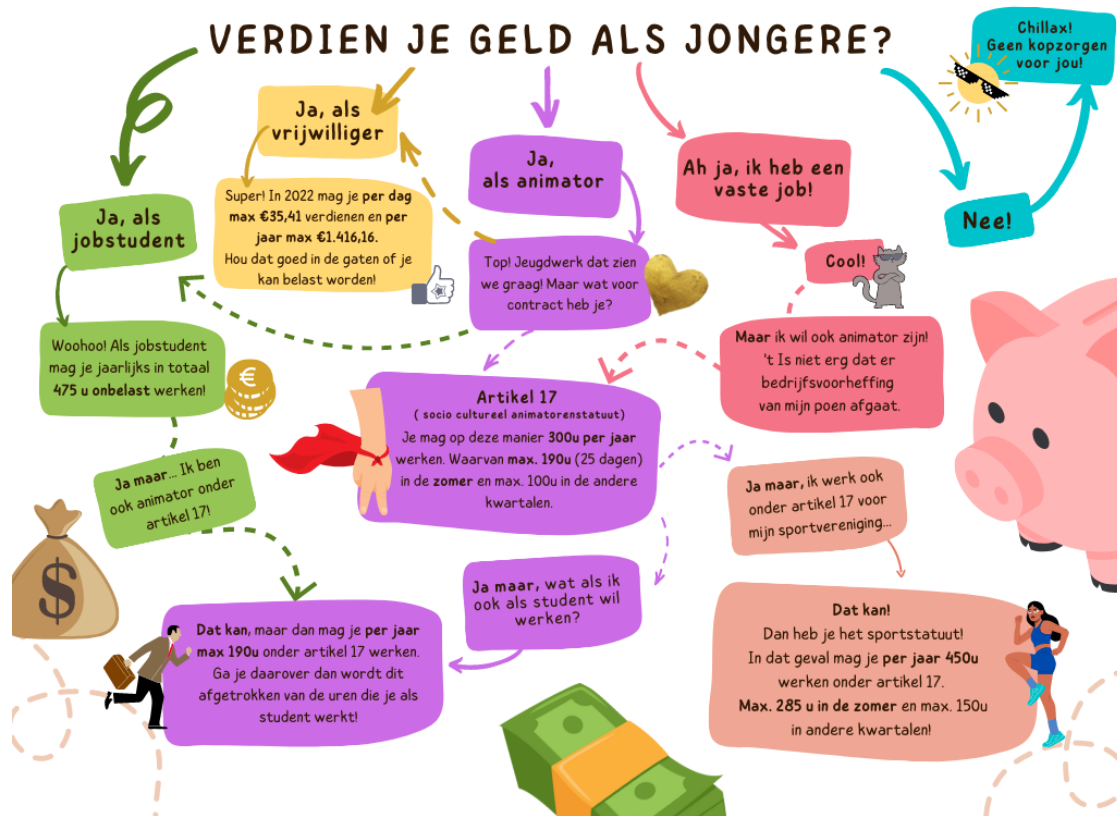 VERDIEN JE GELD ALS JONGERE?
Chillax!
Geen kopzorgen
voor jou!
Ja, als
vrijwilliger
Ja,
als animator
Ah ja, ik heb een
vaste job!
Nee!
Ja, als
jobstudent
Super! In 2022 mag je per dag
max €35,41 verdienen en per
jaar max €1.416,16.
Hou dat goed in de gaten of je
kan belast worden!
Top! Jeugdwerk dat zien
we graag! Maar wat voor
contract heb je?
Cool!
Woohoo! Als jobstudent
mag je jaarlijks in totaal
475 u onbelast werken!
€
Maar ik wil ook animator zijn!
't Is niet erg dat er
bedrijfsvoorheffing
van mijn poen afgaat.
Artikel 17
( socio cultureel animatorenstatuut)
Je mag op deze manier 300u per jaar
werken. Waarvan max. 190u (25 dagen)
in de zomer en max. 100u in de andere
kwartalen.
Ja maar... Ik ben
ook animator onder
artikel 17!
Ja maar, ik werk ook
onder artikel 17 voor
mijn sportvereniging...
$
Ja maar, wat als ik
ook als student wil
werken?
Dat kan, maar dan mag je per jaar
max 190u onder artikel 17 werken.
Ga je daarover dan wordt dit
afgetrokken van de uren die je als
student werkt!
Dat kan!
Dan heb je het sportstatuut!
In dat geval mag je per jaar 450u
werken onder artikel 17.
Max. 285 u in de zomer en max. 150u
in andere kwartalen!